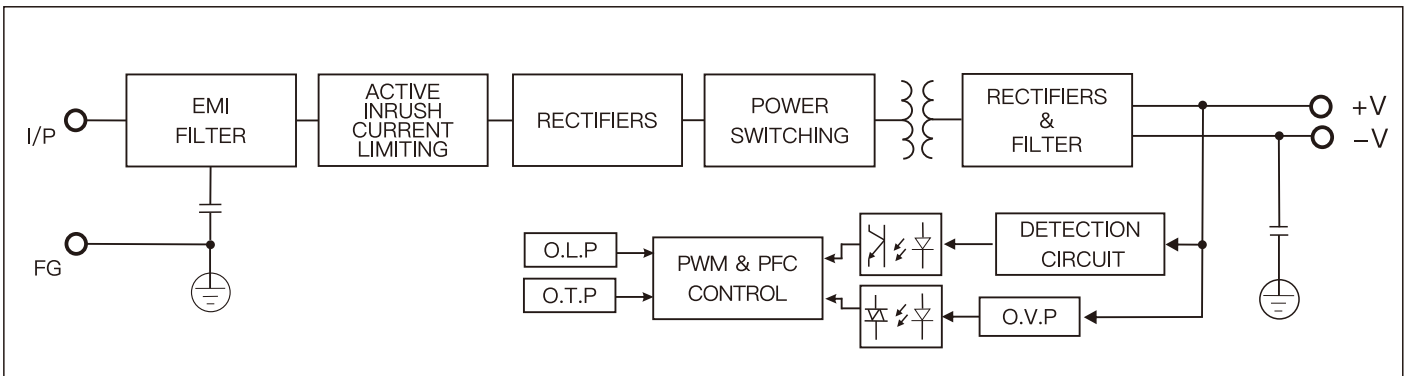 I/P
EMI
FILTER
ACTIVE
INRUSH
CURRENT
LIMITING
RECTIFIERS
POWER
SWITCHING
RECTIFIERS
&
FILTER
+V
-V
FG
O.L.P
O.T.P
PWM & PFC
CONTROL
DETECTION
CIRCUIT
O.V.P